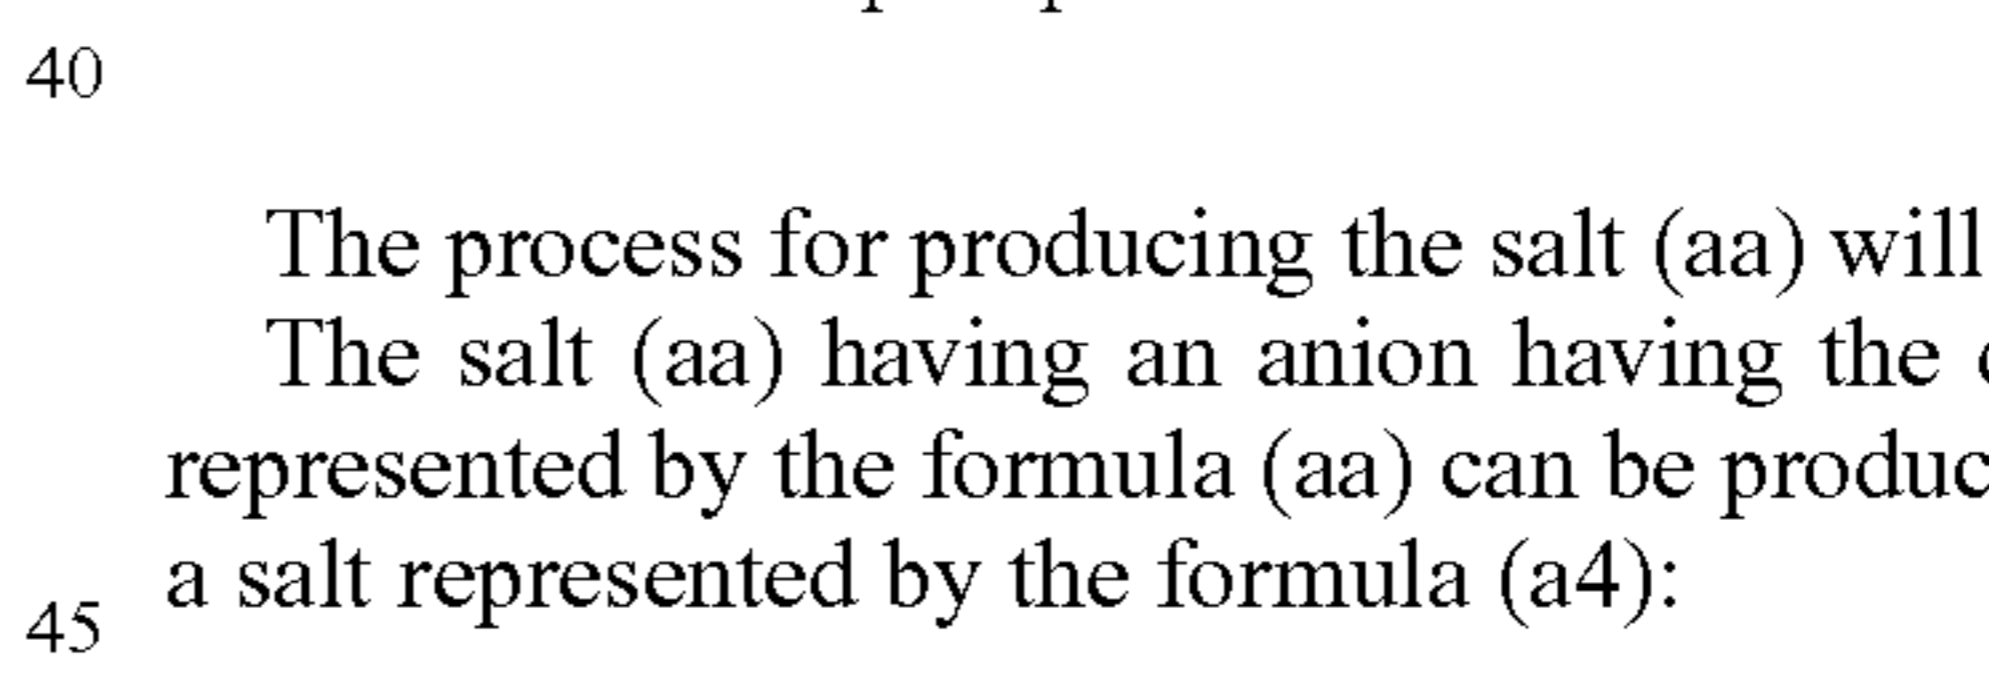 40
The process for producing the salt (aa) will
The salt (aa) having an anion having the
represented by the formula (aa) can be produc
a salt represented by the formula (a4):
45